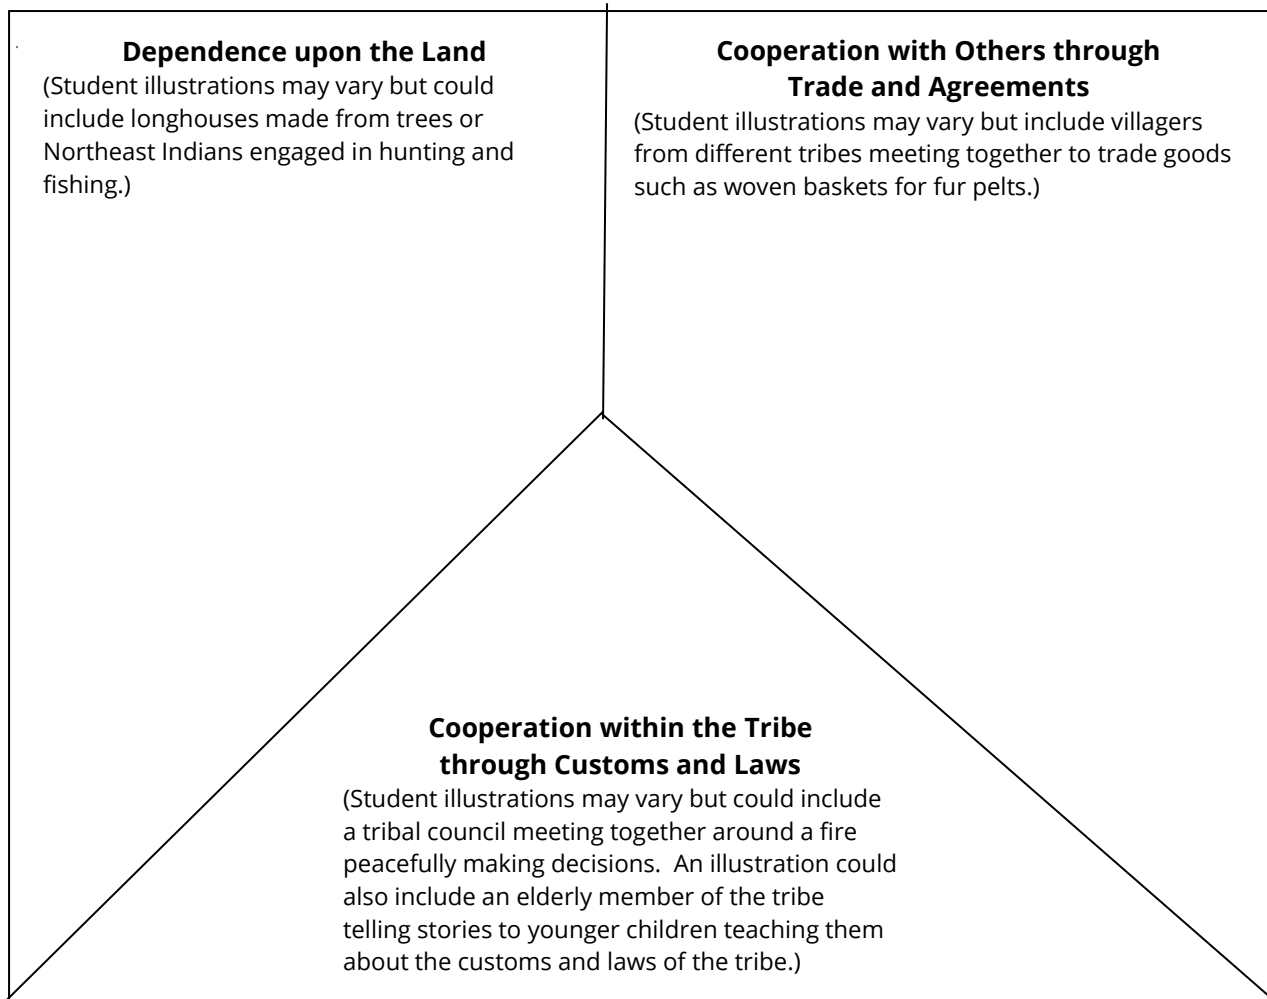 Dependence upon the Land
(Student illustrations may vary but could
include longhouses made from trees or
Northeast Indians engaged in hunting and
fishing.)
Cooperation with Others through
Trade and Agreements
(Student illustrations may vary but include villagers
from different tribes meeting together to trade goods
such as woven baskets for fur pelts.)
Cooperation within the Tribe
through Customs and Laws
(Student illustrations may vary but could include
a tribal council meeting together around a fire
peacefully making decisions.  An illustration could
also include an elderly member of the tribe
telling stories to younger children teaching them
about the customs and laws of the tribe.)